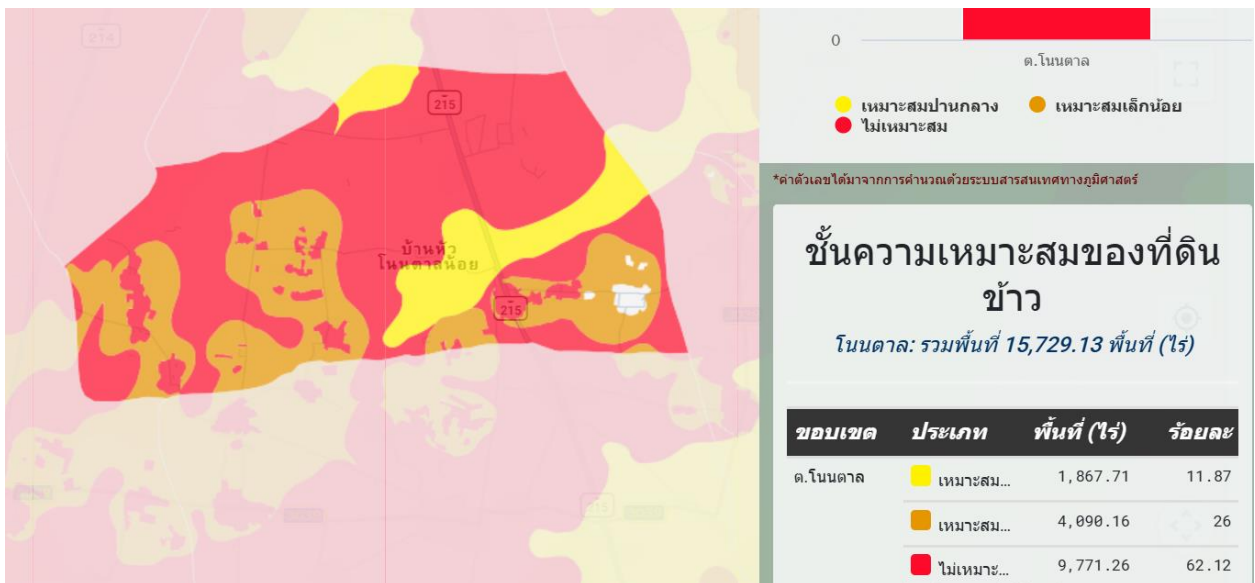 214
215
บ้านหัว
โนนตาลน้อย
215
215
0
ต.โนนตาล
เหมาะสมปานกลาง
เหมาะสมเล็กน้อย
ไม่เหมาะสม
*ค่าตัวเลขได้มาจากการคำนวณด้วยระบบสารสนเทศทางภูมิศาสตร์
ชั้นความเหมาะสมของที่ดิน
ข้าว
โนนตาล: รวมพื้นที่ 15,729.13 พื้นที่ (ไร่)
ขอบเขต ประเภท พื้นที่ (ไร่) ร้อยละ
ต.โนนตาล เหมาะสม... 1,867.71 11.87
เหมาะสม... 4,090.16 26
ไม่เหมาะ... 9,771.26 62.12